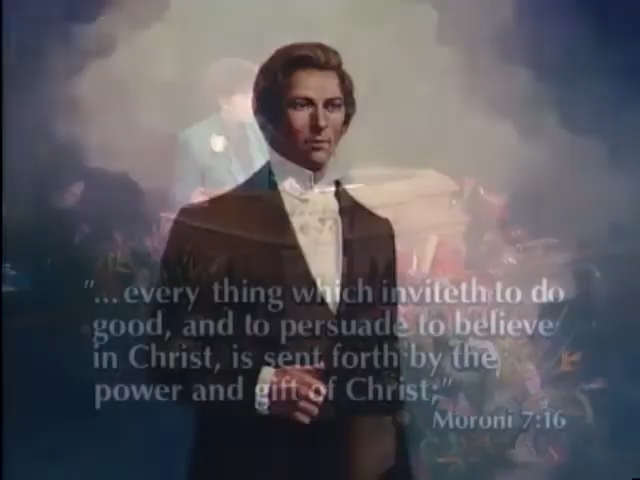 "...every thing which inviteth to do
good, and to persuade to believe
in Christ, is sent forth by the
power and gift of Christ;"
Moroni 7:16